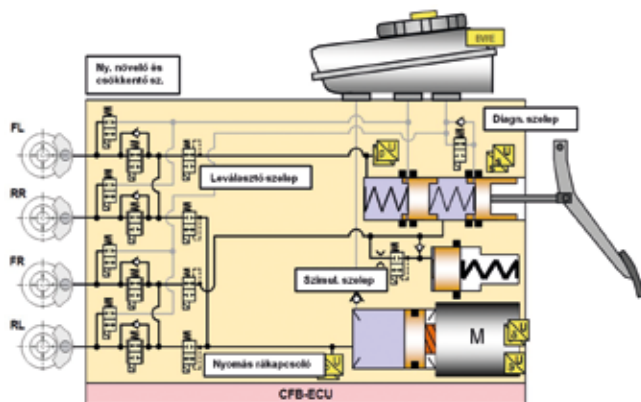 Ny. növelő és
csökkentő sz.
Diagn. szelep
FL
Leválasztó szelep
RR
FR
Szimul. szelep
RL
M
Nyomás rákapcsoló
CFB-ECU